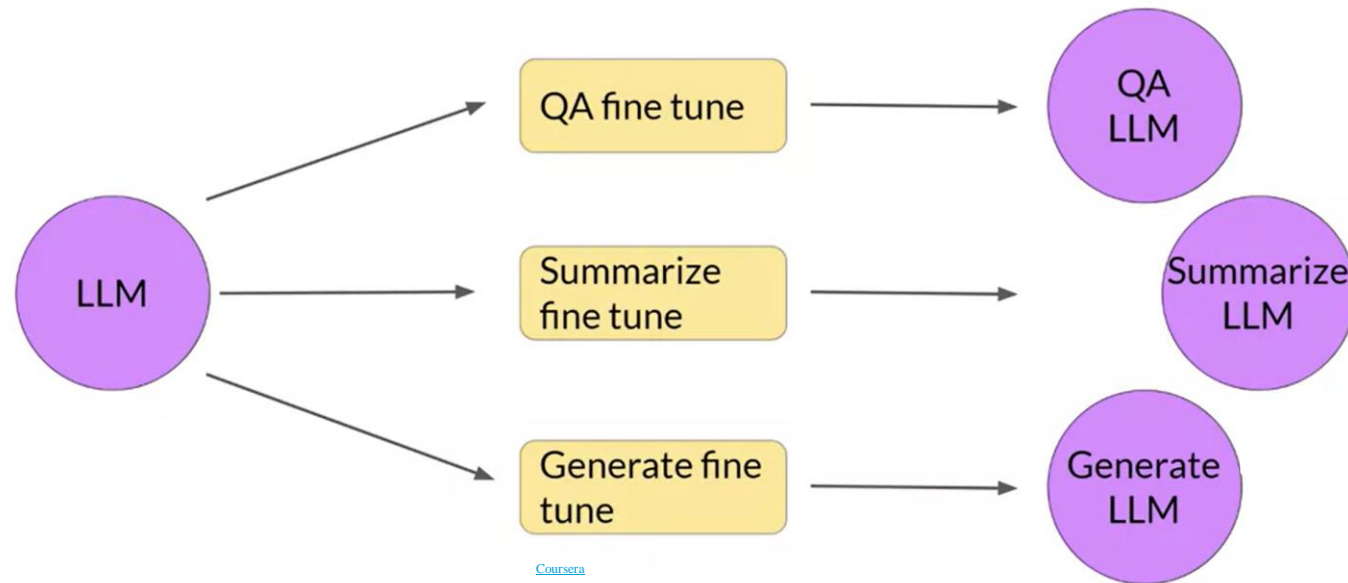 LLM
QA fine tune
QA
LLM
Summarize
fine tune
Summarize
LLM
Generate fine
tune
Generate
LLM
Coursera